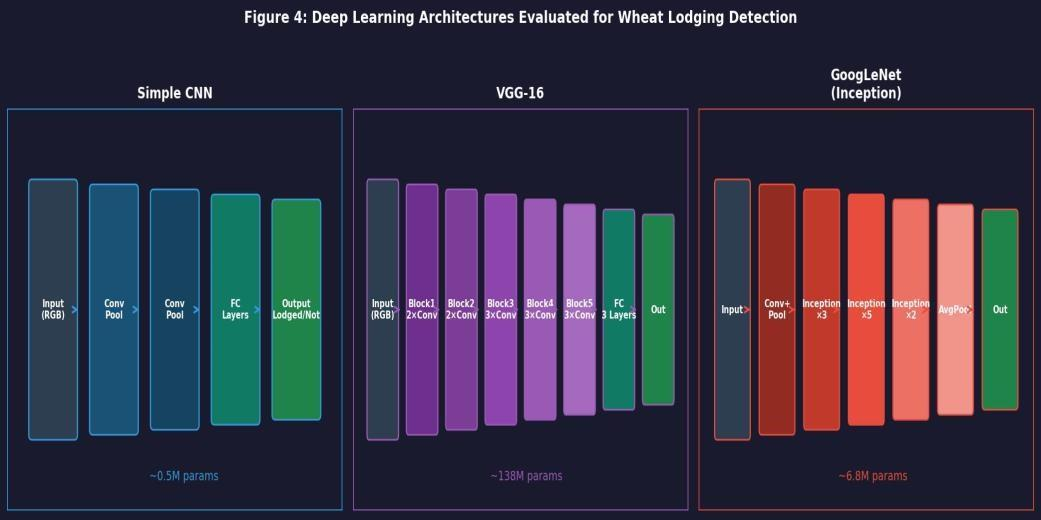 Figure 4: Deep Learning Architectures Evaluated for Wheat Lodging Detection
Simple CNN
Input
(RGB)
Conv
Pool
Conv
Pool
FC
Layers
Output
Lodged/Not
~0.5M params
VGG-16
Input
(RGB)
Block1
2×Conv
Block2
2×Conv
Block3
3×Conv
Block4
3×Conv
Block5
3×Conv
FC
3 Layers
Out
~138M params
GoogLeNet
(Inception)
Input
Conv+
Pool
Inception
×3
Inception
×5
Inception
×2
AvgPool
Out
~6.8M params